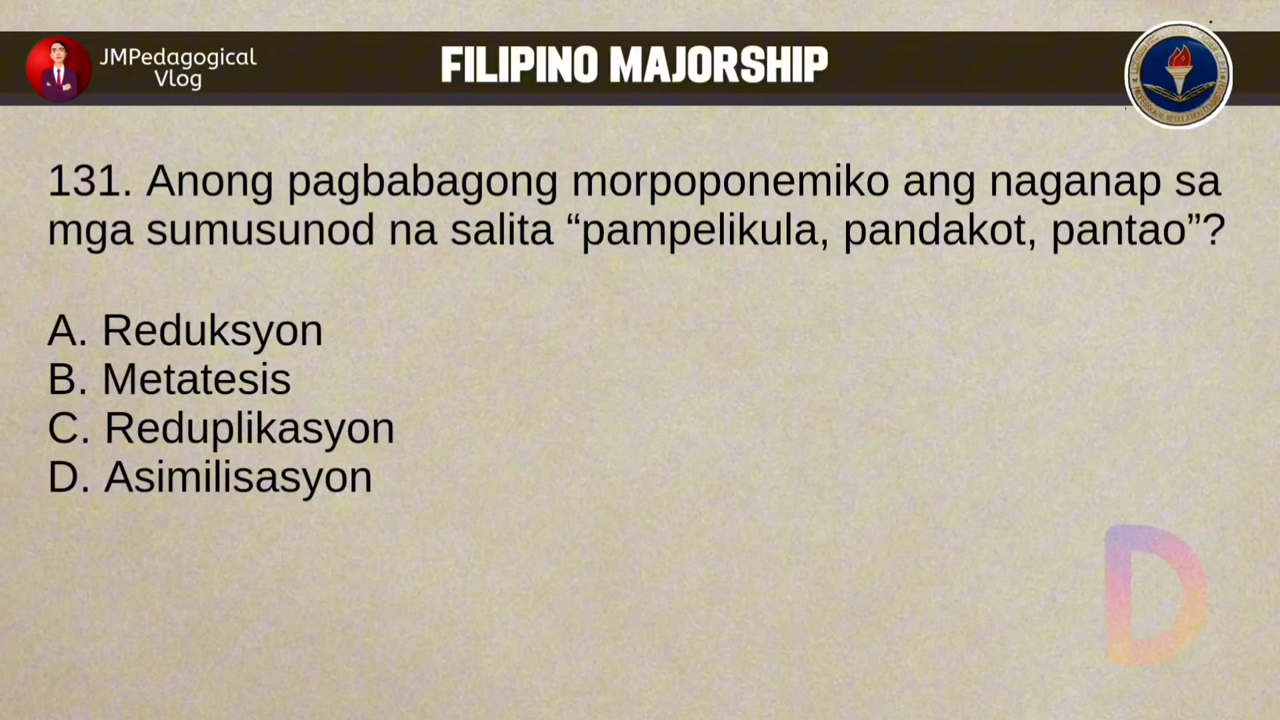 JMPedagogical
Vlog
FILIPINO MAJORSHIP
131. Anong pagbabagong morpoponemiko ang naganap sa
mga sumusunod na salita “pampelikula, pandakot, pantao”?
A. Reduksyon
B. Metatesis
C. Reduplikasyon
D. Asimilisasyon
D